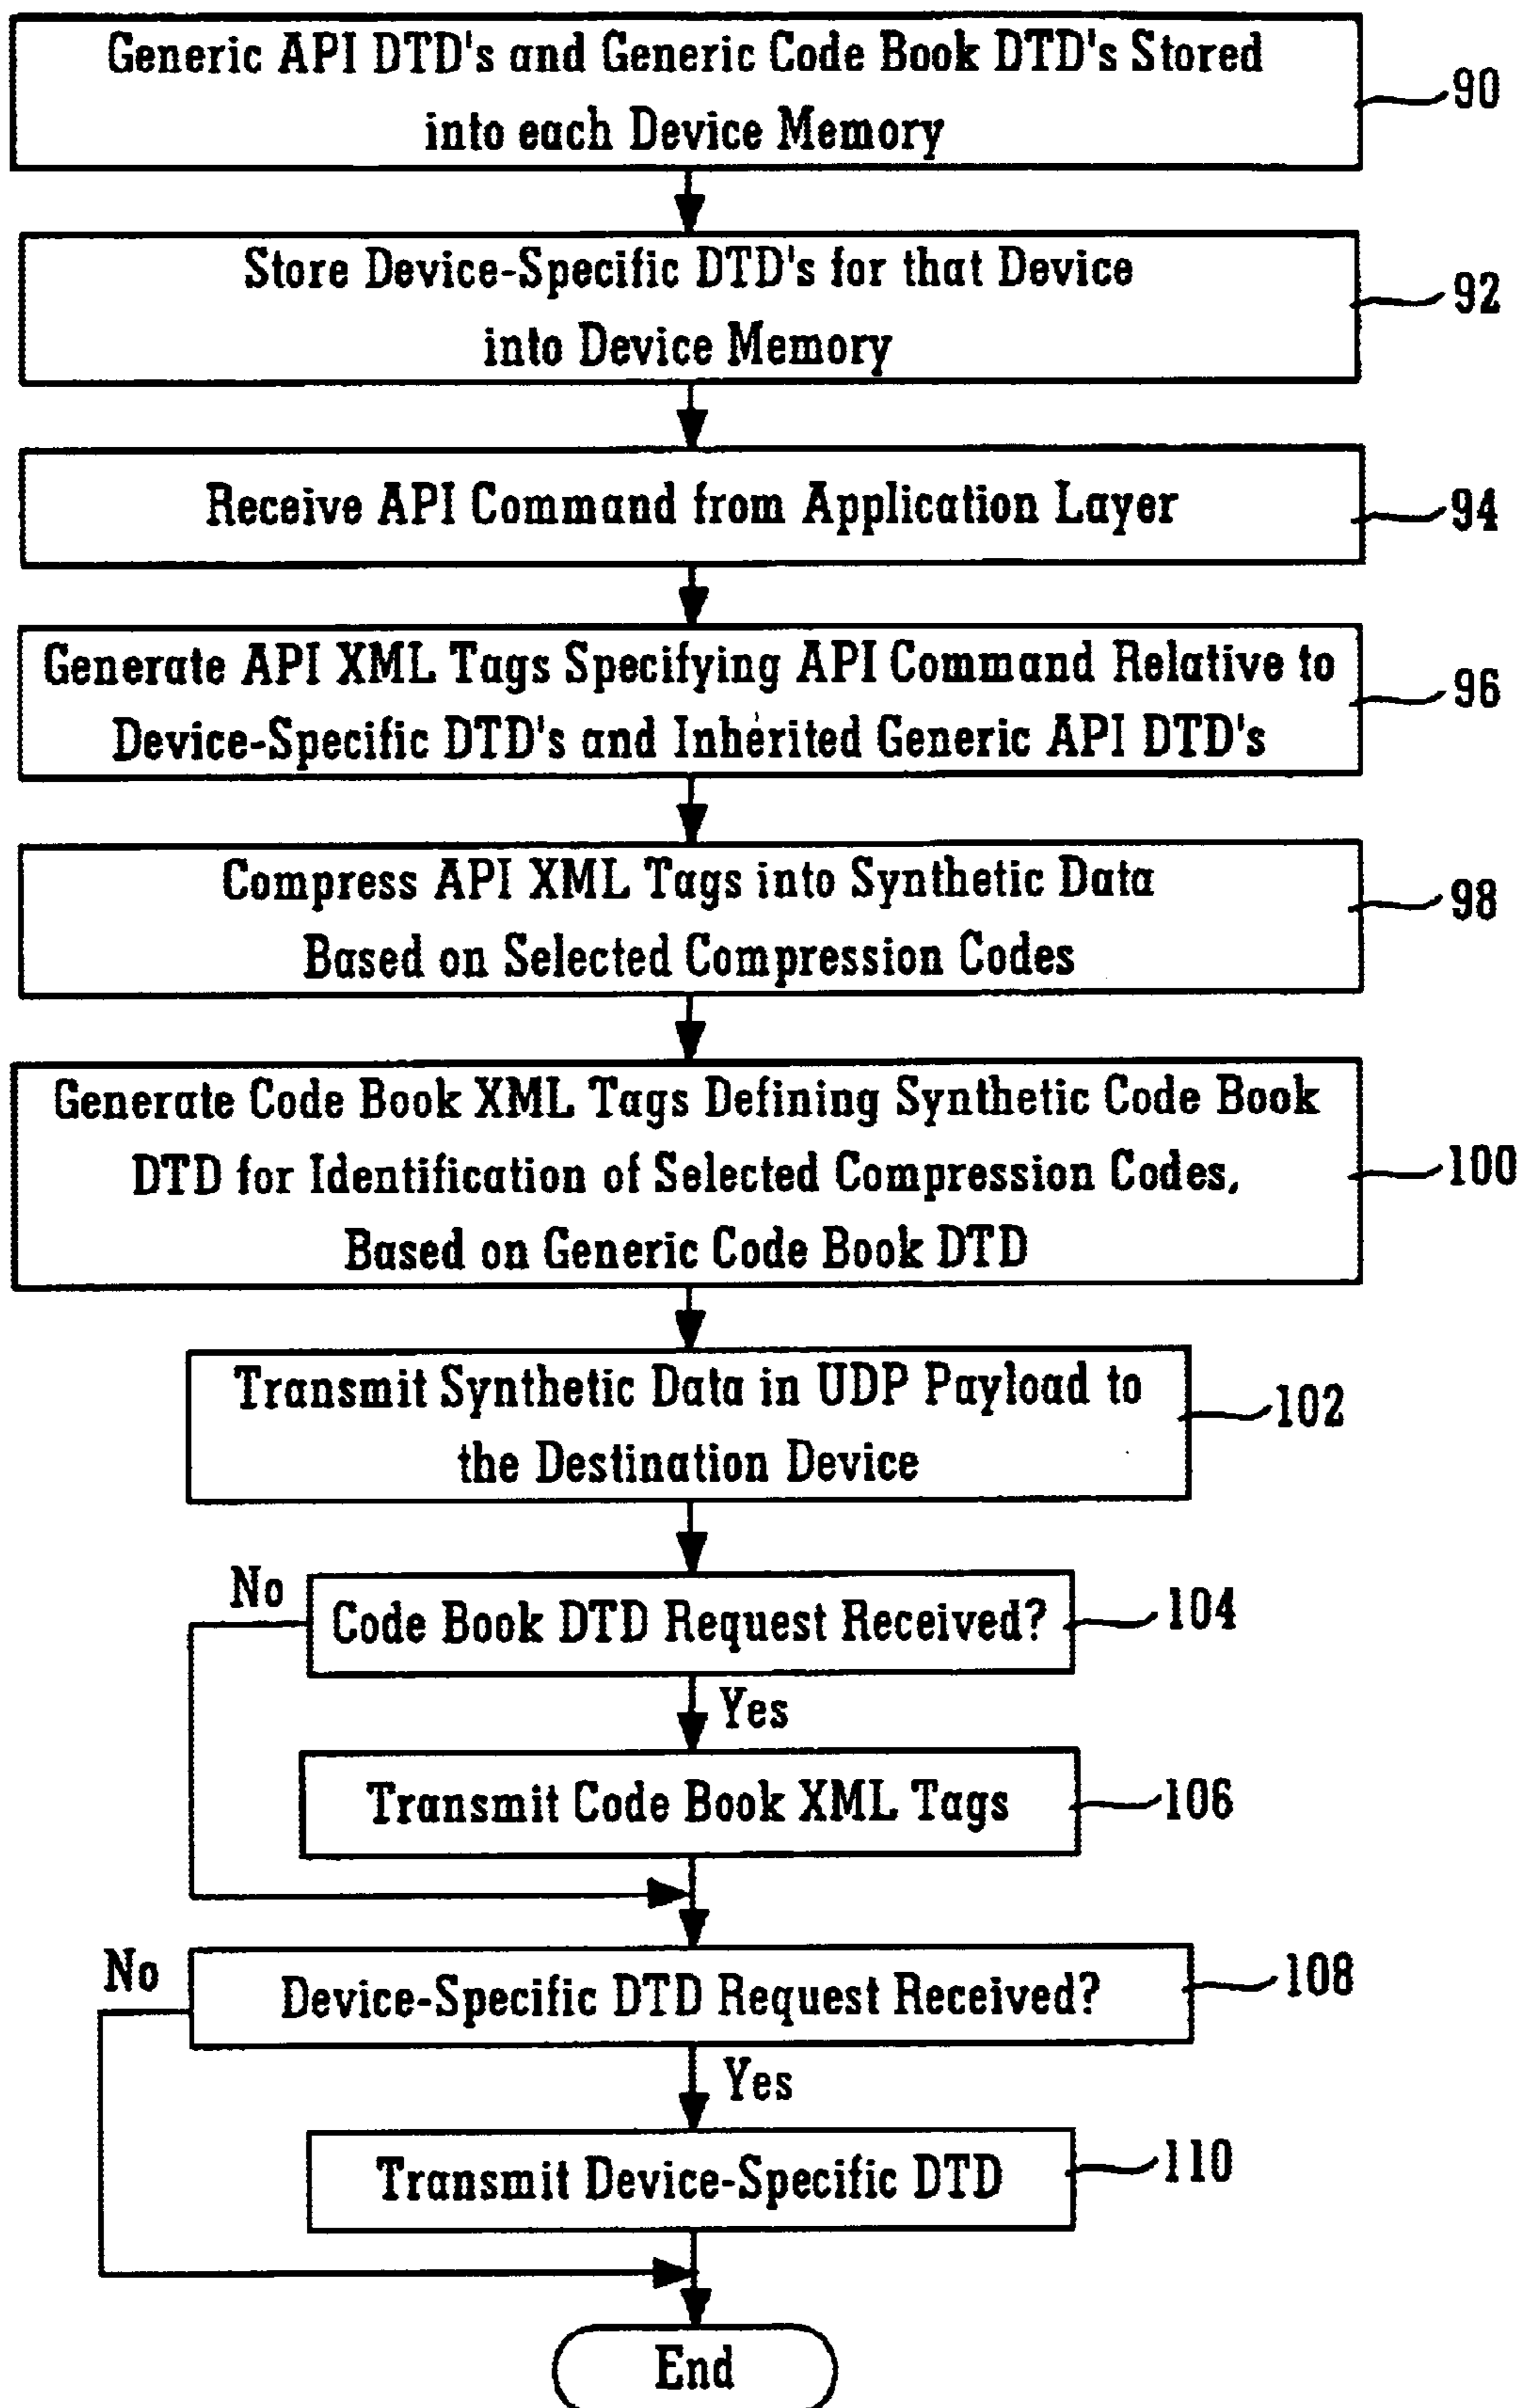 Generic API DTD's and Generic Code Book DTD's Stored
into each Device Memory
90
Store Device-Specific DTD's for that Device
into Device Memory
92
Receive API Command from Application Layer
94
Generate API XML Tags Specifying API Command Relative to
Device-Specific DTD's and Inherited Generic API DTD's
96
Compress API XML Tags into Synthetic Data
Based on Selected Compression Codes
98
Generate Code Book XML Tags Defining Synthetic Code Book
DTD for Identification of Selected Compression Codes,
Based on Generic Code Book DTD
100
Transmit Synthetic Data in UDP Payload to
the Destination Device
102
No
Code Book DTD Request Received?
104
Yes
Transmit Code Book XML Tags
106
No
Device-Specific DTD Request Received?
108
Yes
Transmit Device-Specific DTD
110
End